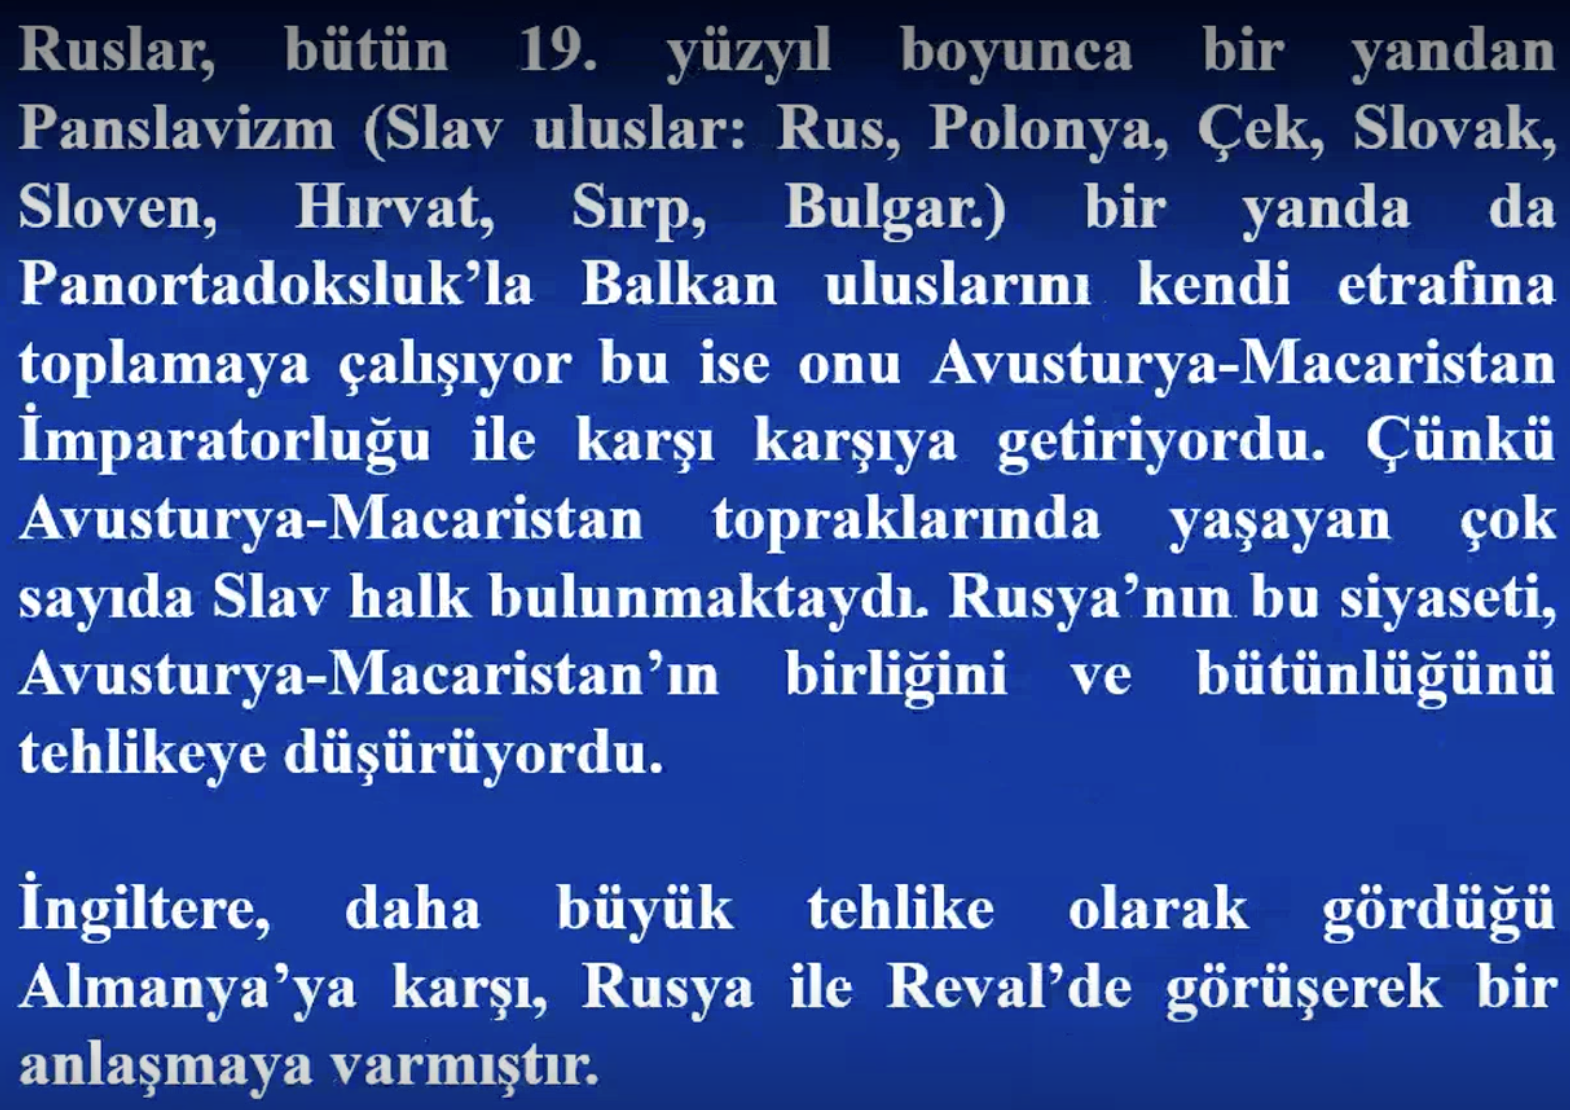 Ruslar, bütün 19. yüzyıl boyunca bir yandan
Panslavizm (Slav uluslar: Rus, Polonya, Çek, Slovak,
Sloven, Hırvat, Sırp, Bulgar.) bir yanda da
Panortadoksluk’la Balkan uluslarını kendi etrafına
toplamaya çalışıyor bu ise onu Avusturya-Macaristan
İmparatorluğu ile karşı karşıya getiriyordu. Çünkü
Avusturya-Macaristan topraklarında yaşayan çok
sayıda Slav halk bulunmaktaydı. Rusya’nın bu siyaseti,
Avusturya-Macaristan’ın birliğini ve bütünlüğünü
tehlikeye düşürüyordu.
İngiltere, daha büyük tehlike olarak gördüğü
Almanya’ya karşı, Rusya ile Reval’de görüşerek bir
anlaşmaya varmıştır.